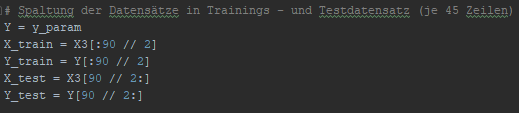 # Spaltung der Datensätze in Trainings - und Testdatensatz (je 45 Zeilen)
Y = y_param
X_train = X3[:90 // 2]
Y_train = Y[:90 // 2]
X_test = X3[90 // 2:]
Y_test = Y[90 // 2:]